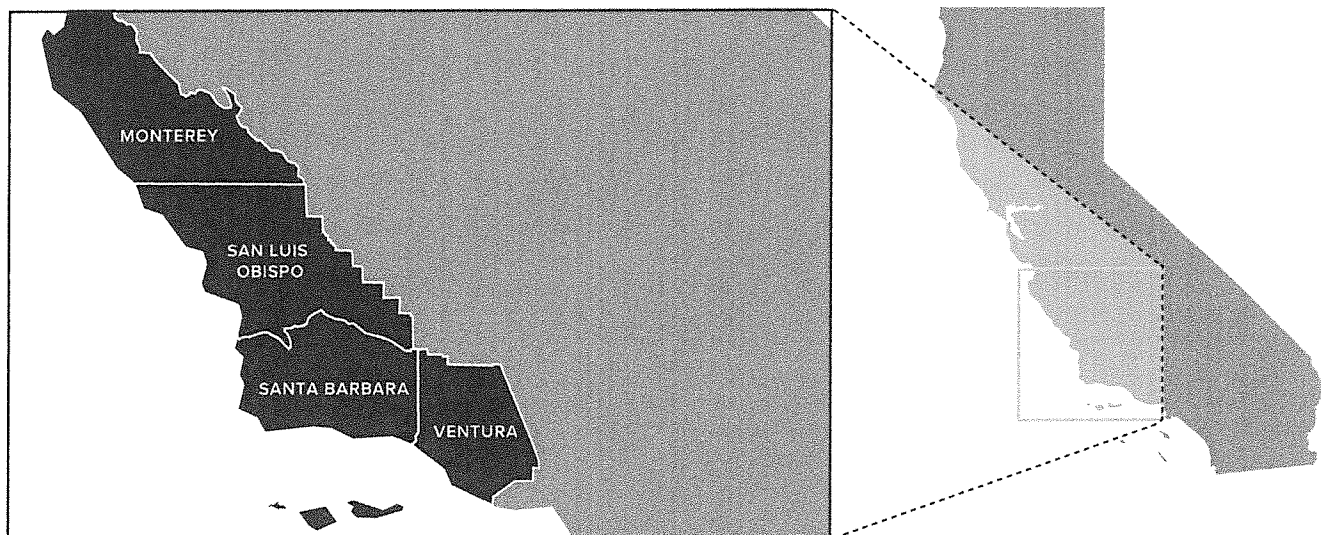 MONTEREY
SAN LUIS
OBISPO
SANTA BARBARA
VENTURA